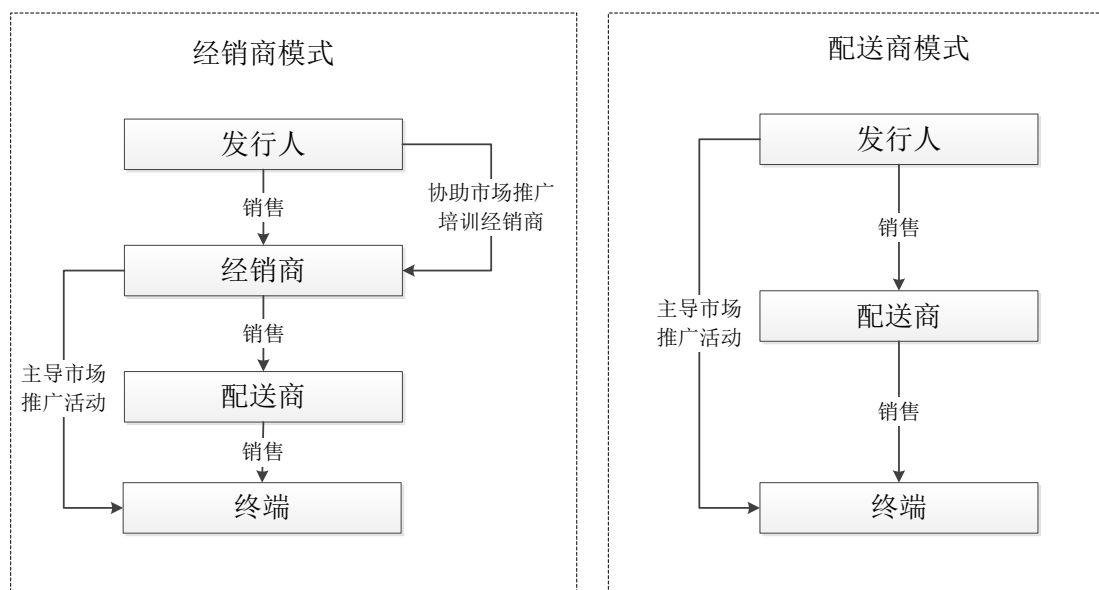 经销商模式
发行人
协助市场推广
培训经销商
销售
经销商
销售
主导市场
推广活动
配送商
销售
终端
配送商模式
发行人
销售
主导市场
推广活动
配送商
销售
终端